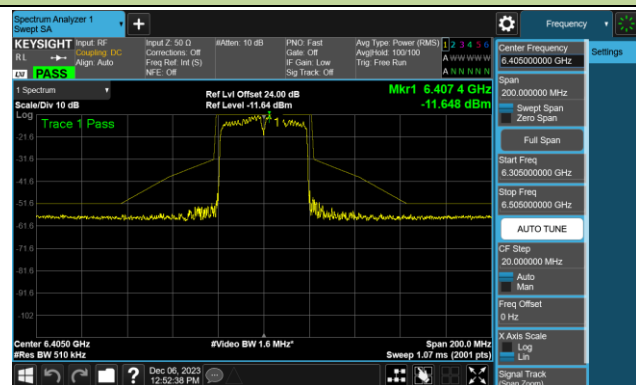 Spectrum Analyzer 1
Swept SA
Frequency
KEYSIGHT
Input: RF
Input Z: 50 Ω
#Atten: 10 dB
PNO: Fast
Avg Type: Power (RMS)
1 2 3 4 5 6
R L
Coupling: DC
Corrections: Off
Gate: Off
Avg|Hold: 100/100
A W W W W W
Align: Auto
Freq Ref: Int (S)
IF Gain: Low
Trig: Free Run
LV PASS
NFE: Off
Sig Track: Off
A N N N N N
1 Spectrum
Ref Lvl Offset 24.00 dB
Mkr1 6.407 4 GHz
Scale/Div 10 dB
Ref Level -11.64 dBm
-11.648 dBm
Log
Trace 1 Pass
1
-21.6
-31.6
-41.6
-51.6
-61.6
-71.6
-81.6
-91.6
-102
Center 6.4050 GHz
#Video BW 1.6 MHz*
Span 200.0 MHz
#Res BW 510 kHz
Sweep 1.07 ms (2001 pts)
Center Frequency
6.405000000 GHz
Settings
Span
200.000000 MHz
Swept Span
Zero Span
Full Span
Start Freq
6.305000000 GHz
Stop Freq
6.505000000 GHz
AUTO TUNE
CF Step
20.000000 MHz
Auto
Man
Freq Offset
0 Hz
X Axis Scale
Log
Lin
Signal Track
(Span Zoom)
?
Dec 06, 2023
12:52:38 PM